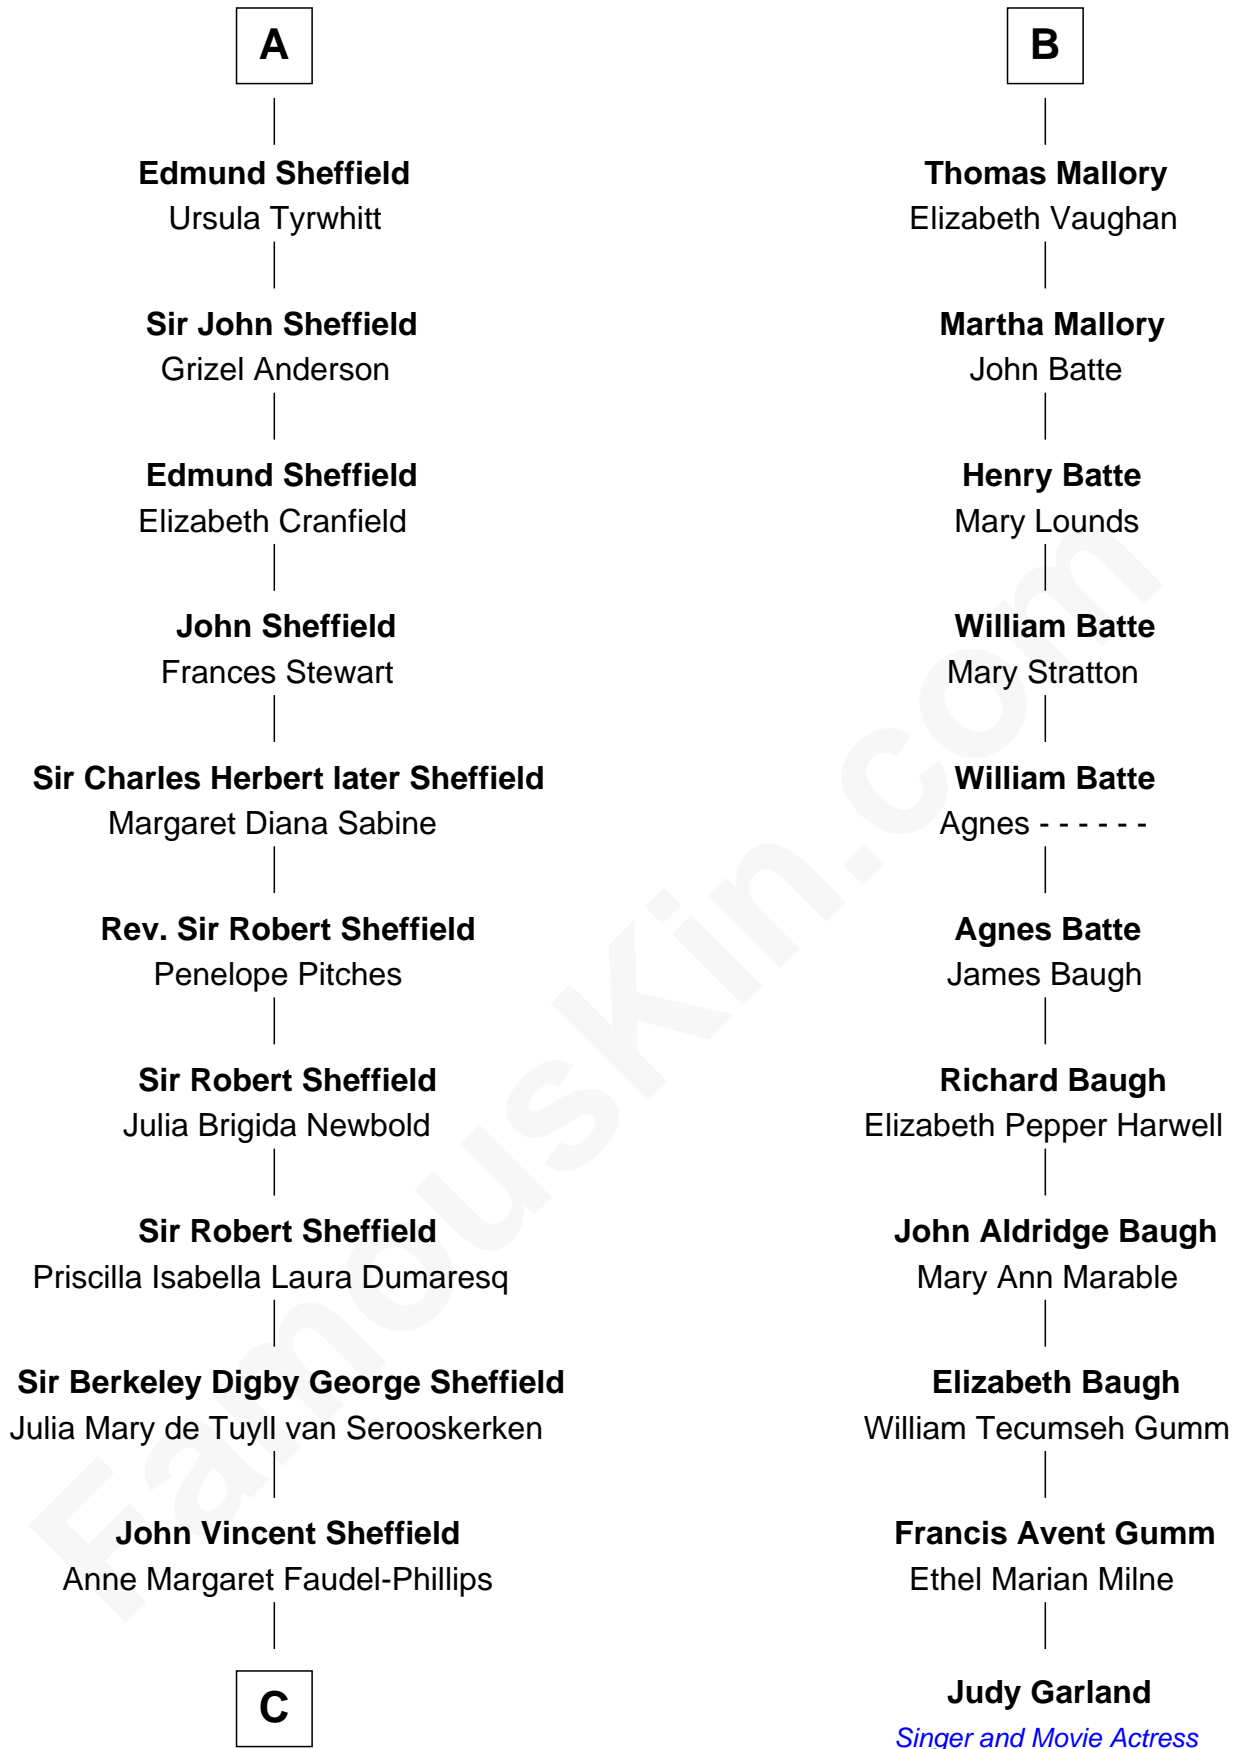 A
Edmund Sheffield
Ursula Tyrwhitt
Sir John Sheffield
Grizel Anderson
Edmund Sheffield
Elizabeth Cranfield
John Sheffield
Frances Stewart
Sir Charles Herbert later Sheffield
Margaret Diana Sabine
Rev. Sir Robert Sheffield
Penelope Pitches
Sir Robert Sheffield
Julia Brigida Newbold
Sir Robert Sheffield
Priscilla Isabella Laura Dumaresq
Sir Berkeley Digby George Sheffield
Julia Mary de Tuyll van Serooskerken
John Vincent Sheffield
Anne Margaret Faudel-Phillips
C
B
Thomas Mallory
Elizabeth Vaughan
Martha Mallory
John Batte
Henry Batte
Mary Lounds
William Batte
Mary Stratton
William Batte
Agnes - - - - - -
Agnes Batte
James Baugh
Richard Baugh
Elizabeth Pepper Harwell
John Aldridge Baugh
Mary Ann Marable
Elizabeth Baugh
William Tecumseh Gumm
Francis Avent Gumm
Ethel Marian Milne
Judy Garland
Singer and Movie Actress
FamousKin.com